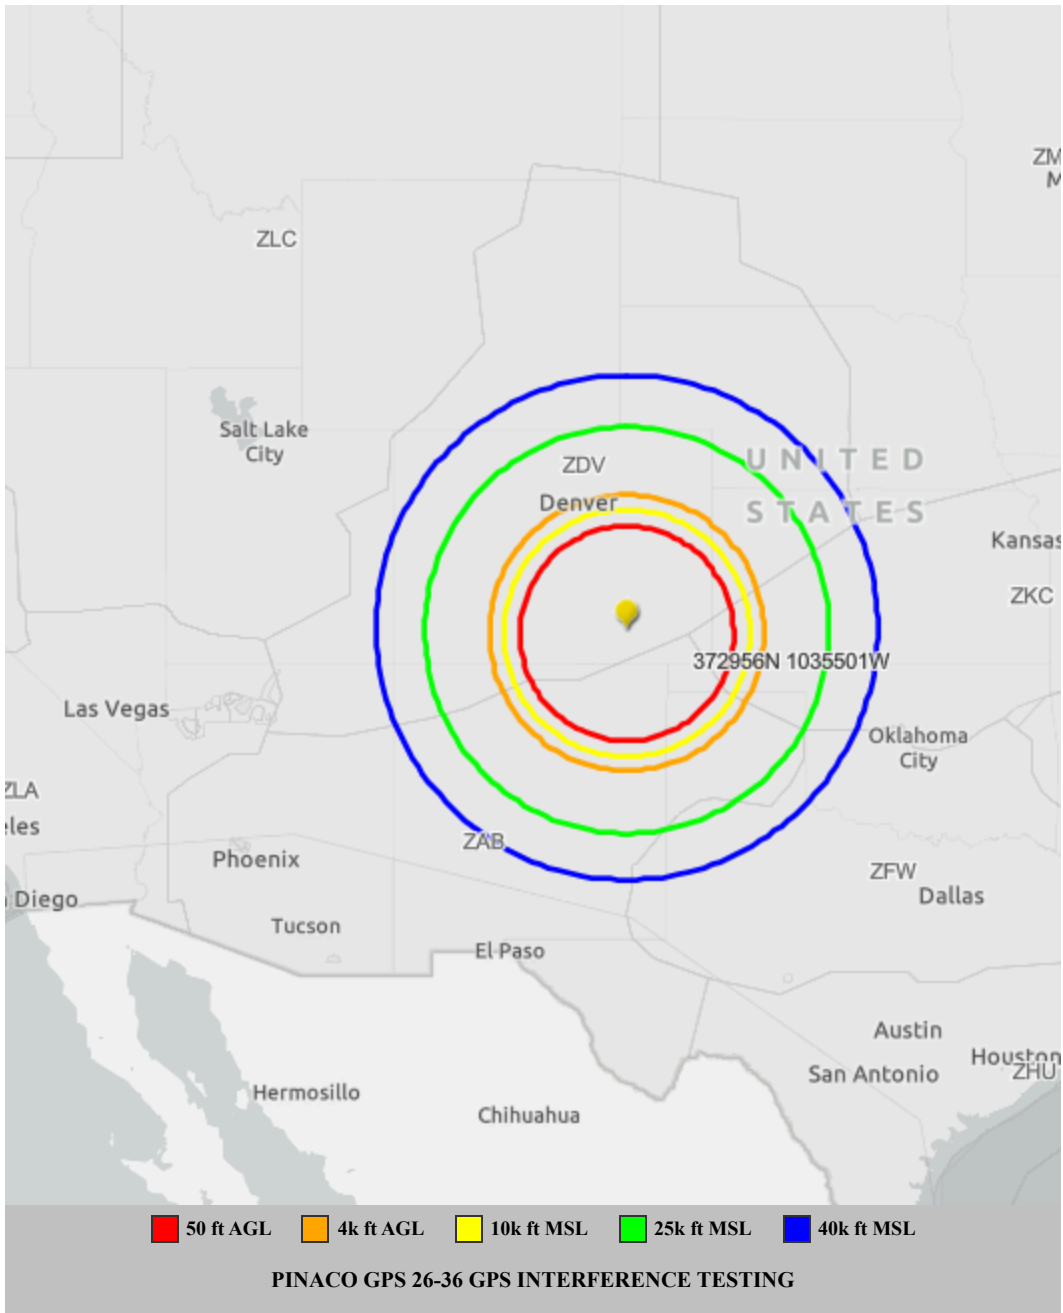 ZM
M
ZLC
Salt Lake
City
UNITED
STATES
ZDV
Denver
Kansas
ZKC
372956N 1035501W
Las Vegas
Oklahoma
City
ZLA
eles
ZAB
Phoenix
ZFW
Dallas
n Diego
Tucson
El Paso
Austin
Houston
ZHU
San Antonio
Hermosillo
Chihuahua
50 ft AGL 4k ft AGL 10k ft MSL 25k ft MSL 40k ft MSL
PINACO GPS 26-36 GPS INTERFERENCE TESTING